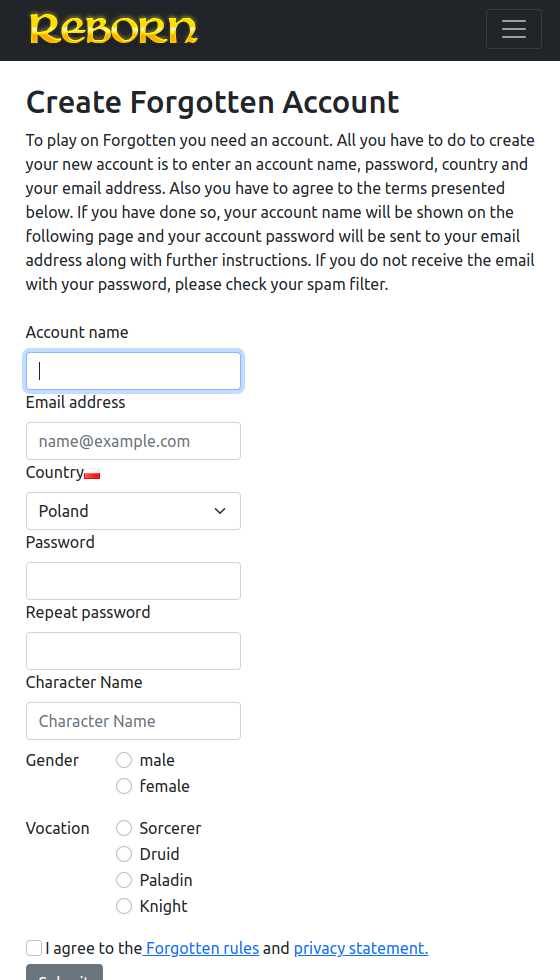 REBORN
Create Forgotten Account
To play on Forgotten you need an account. All you have to do to create
your new account is to enter an account name, password, country and
your email address. Also you have to agree to the terms presented
below. If you have done so, your account name will be shown on the
following page and your account password will be sent to your email
address along with further instructions. If you do not receive the email
with your password, please check your spam filter.
Account name
Email address
name@example.com
Country
Poland
Password
Repeat password
Character Name
Character Name
Gender male
female
Vocation Sorcerer
Druid
Paladin
Knight
I agree to the Forgotten rules and privacy statement.
Submit